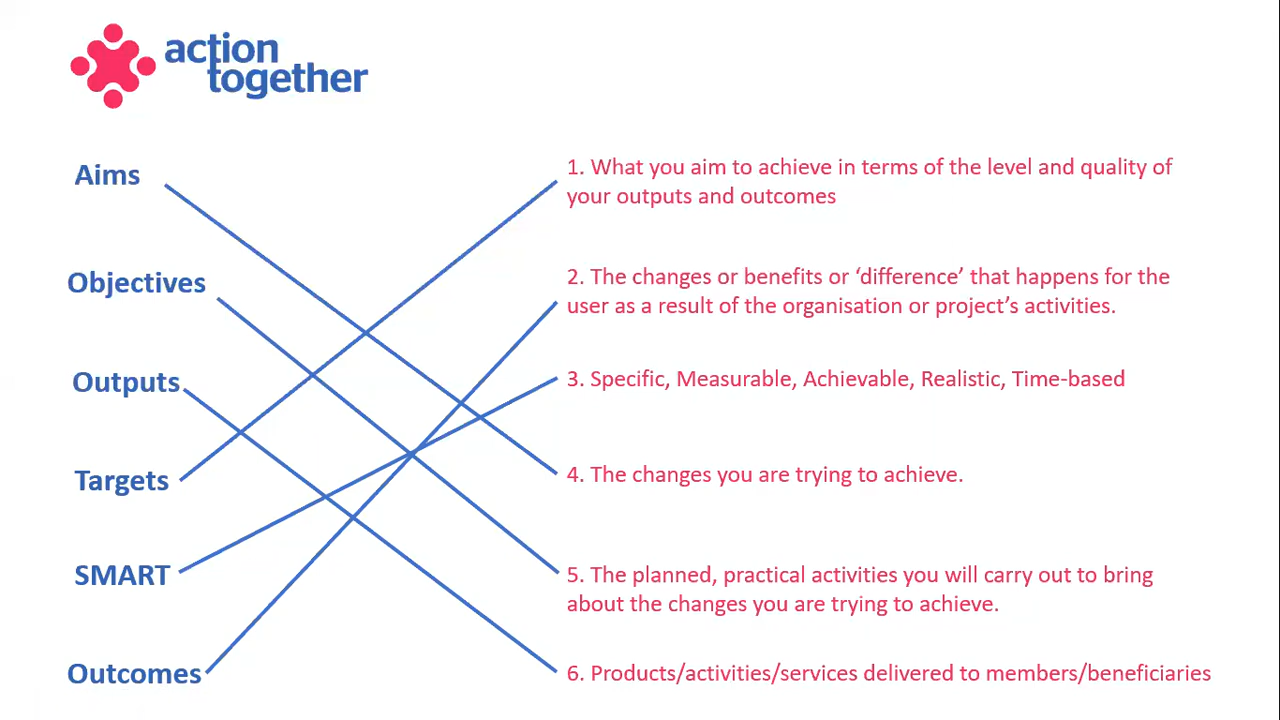 action
together
Aims
1. What you aim to achieve in terms of the level and quality of
your outputs and outcomes
Objectives
2. The changes or benefits or ‘difference’ that happens for the
user as a result of the organisation or project’s activities.
Outputs
3. Specific, Measurable, Achievable, Realistic, Time-based
Targets
4. The changes you are trying to achieve.
SMART
5. The planned, practical activities you will carry out to bring
about the changes you are trying to achieve.
Outcomes
6. Products/activities/services delivered to members/beneficiaries